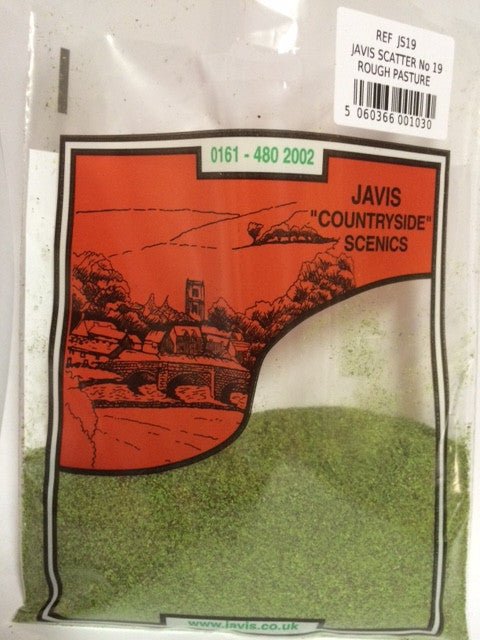 REF JS19
JAVIS SCATTER No 19
ROUGH PASTURE
5 060366 001030
0161 - 480 2002
JAVIS
"COUNTRYSIDE"
SCENICS
www.javis.co.uk